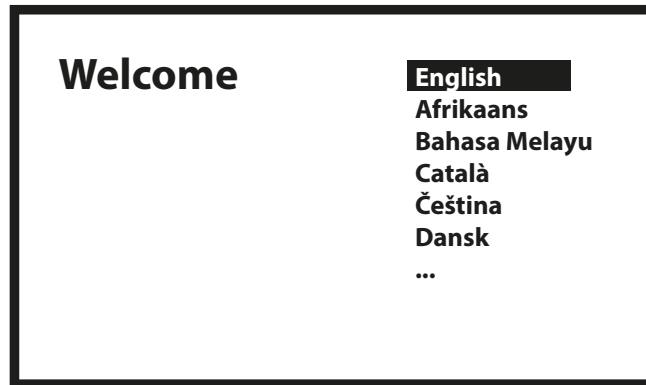 Welcome
English
Afrikaans
Bahasa Melayu
Català
Čeština
Dansk
...